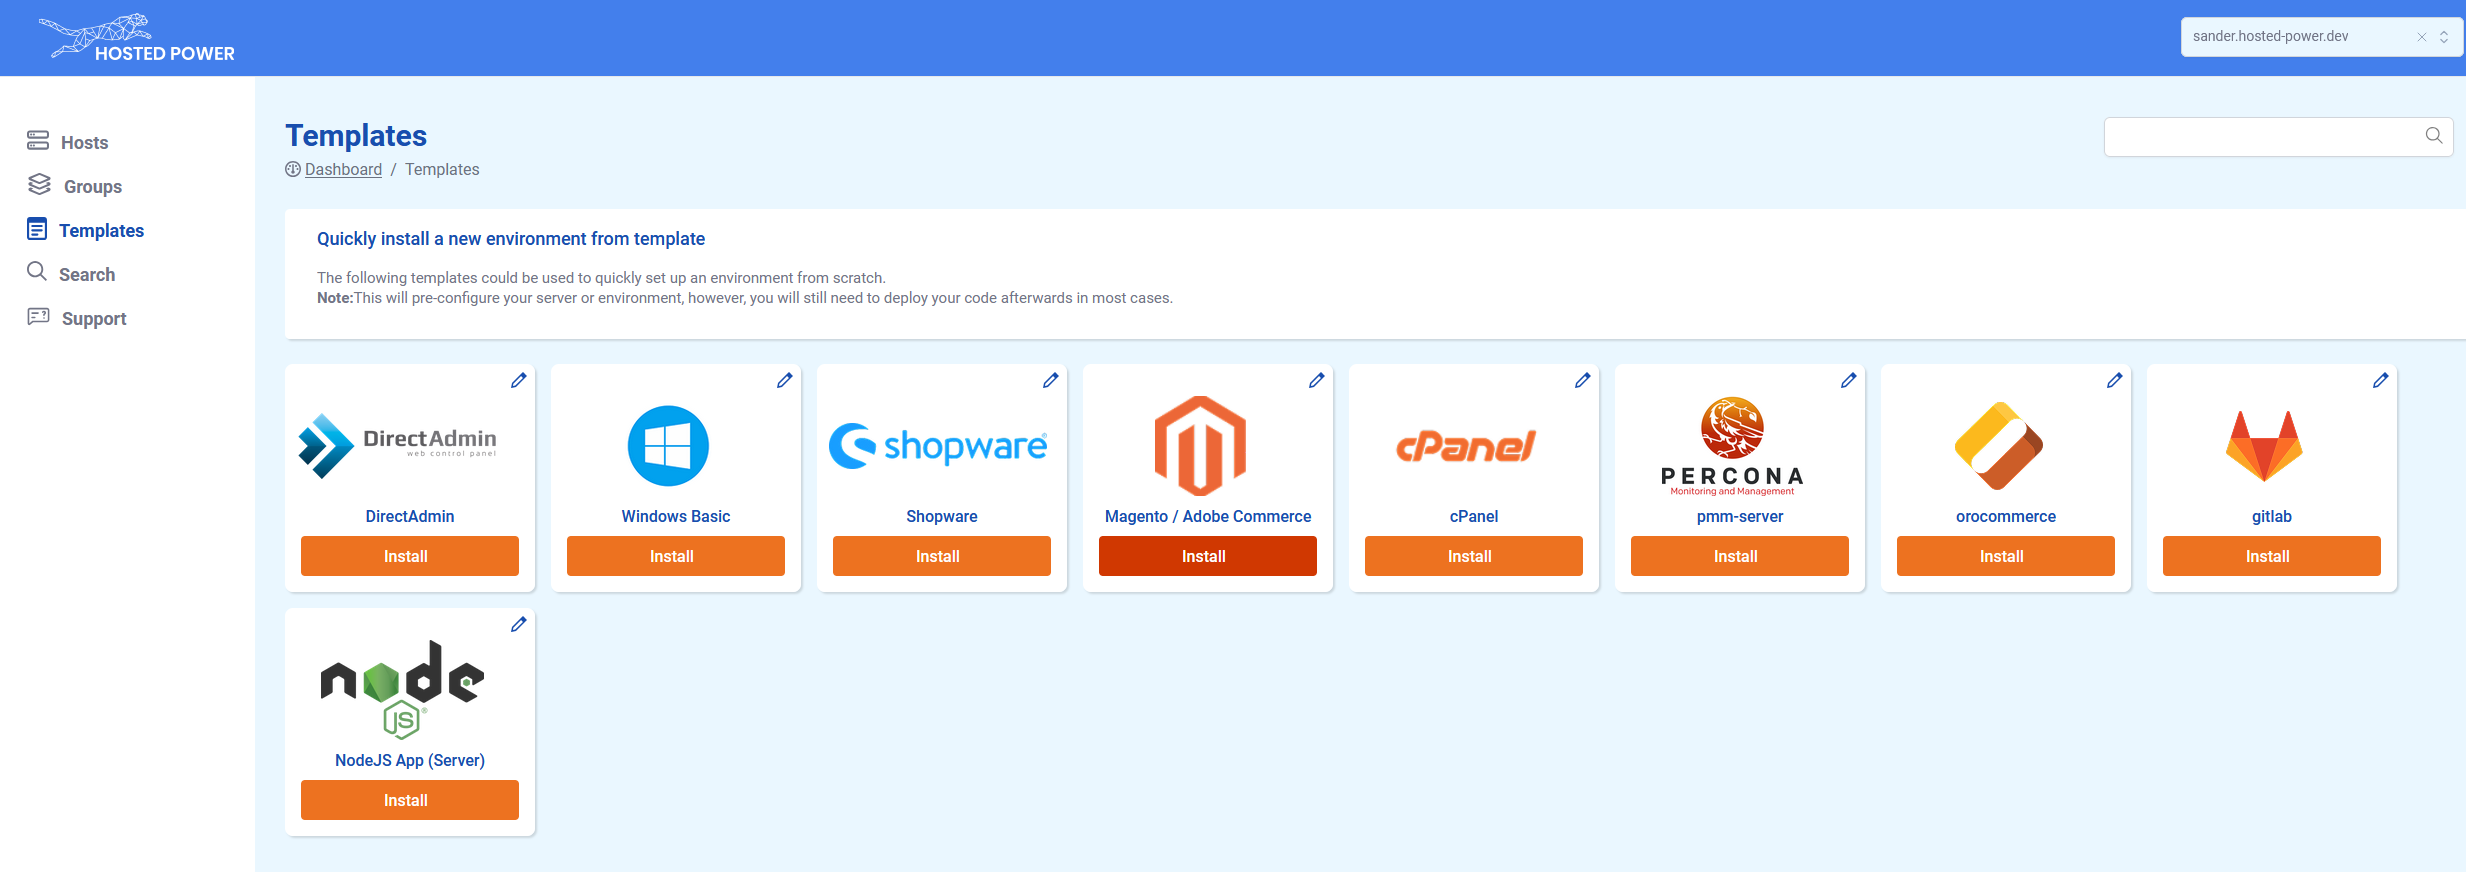 HOSTED POWER
sander.hosted-power.dev
Hosts
Groups
Templates
Search
Support
Templates
Dashboard / Templates
Quickly install a new environment from template
The following templates could be used to quickly set up an environment from scratch.
Note:This will pre-configure your server or environment, however, you will still need to deploy your code afterwards in most cases.
DirectAdmin
web control panel
DirectAdmin
Install
Windows Basic
Install
shopware®
Shopware
Install
Magento / Adobe Commerce
Install
cPanel
cPanel
Install
PERCONA
Monitoring and Management
pmm-server
Install
orocommerce
Install
gitlab
Install
node
JS®
NodeJS App (Server)
Install